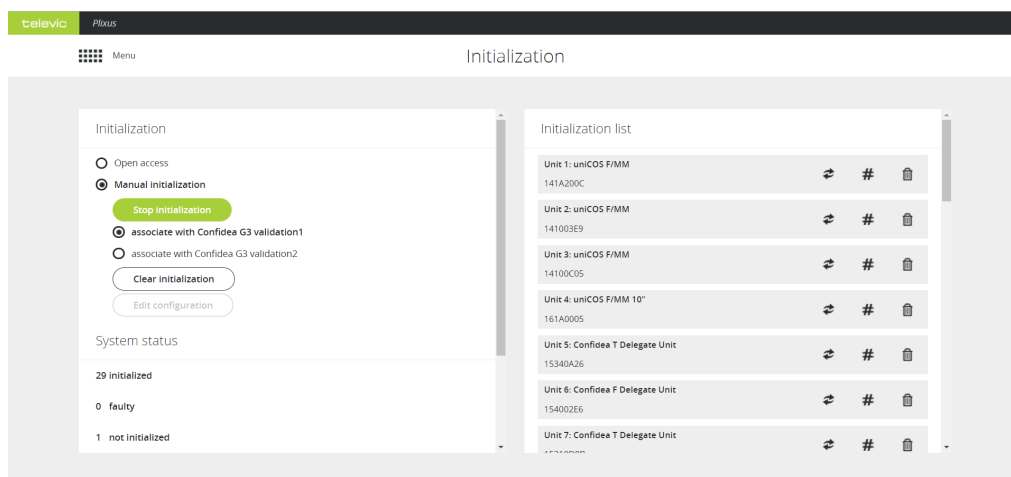 televic Plixus
Menu
Initialization
Initialization
Open access
Manual initialization
Stop initialization
associate with Confidea G3 validation1
associate with Confidea G3 validation2
Clear initialization
Edit configuration
System status
29 initialized
0 faulty
1 not initialized
Initialization list
Unit 1: uniCOS F/MM
141A200C
Unit 2: uniCOS F/MM
141003E9
Unit 3: uniCOS F/MM
14100C05
Unit 4: uniCOS F/MM 10"
161A0005
Unit 5: Confidea T Delegate Unit
15340A26
Unit 6: Confidea F Delegate Unit
154002E6
Unit 7: Confidea T Delegate Unit